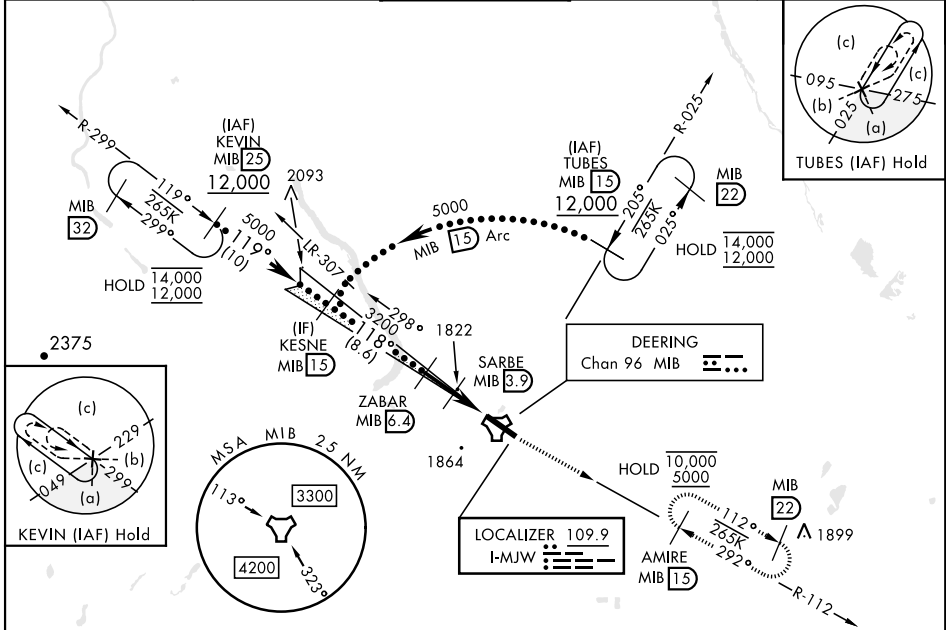 (c)
(c)
095
275
(b)
025
(a)
TUBES (IAF) Hold
R-299
(IAF)
KEVIN
MIB 25
12,000
2093
119°
265K
299°
MIB
32
5000
119°
(10)
HOLD 14,000
12,000
LR-307
5000
MIB 15 Arc
(IAF)
TUBES
MIB 15
12,000
R-025
205°
265K
025°
MIB
22
HOLD 14,000
12,000
298°
3200
118°
(8.6)
(IF)
KESNE
MIB 15
1822
SARBE
MIB 3.9
ZABAR
MIB 6.4
DEERING
Chan 96 MIB
2375
(c)
(c)
229
(b)
299
049
(a)
KEVIN (IAF) Hold
MSA MIB 25 NM
113°
3300
4200
323°
1864
LOCALIZER 109.9
I-MJW
HOLD 10,000
5000
MIB
22
1899
112°
265K
292°
AMIRE
MIB 15
R-112